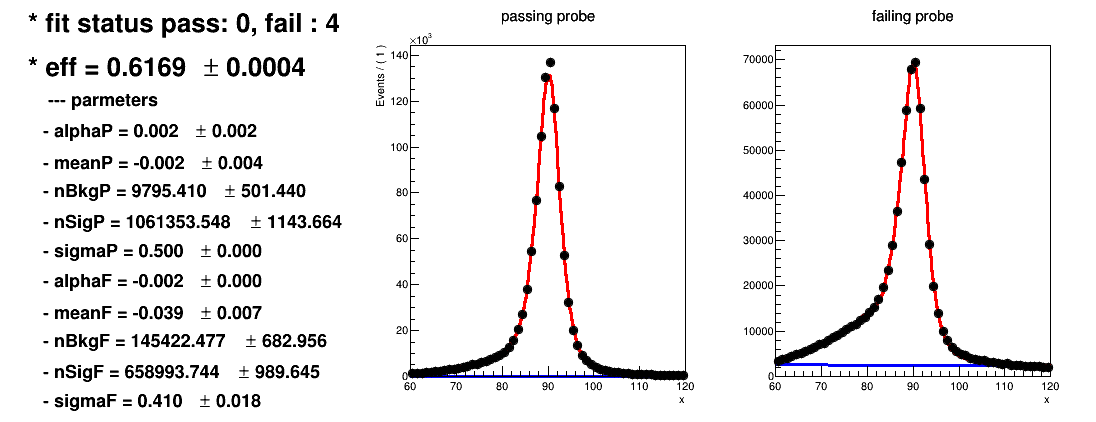 * fit status pass: 0, fail : 4
* eff = 0.6169 ± 0.0004
--- parmeters
- alphaP = 0.002 ± 0.002
- meanP = -0.002 ± 0.004
- nBkgP = 9795.410 ± 501.440
- nSigP = 1061353.548 ± 1143.664
- sigmaP = 0.500 ± 0.000
- alphaF = -0.002 ± 0.000
- meanF = -0.039 ± 0.007
- nBkgF = 145422.477 ± 682.956
- nSigF = 658993.744 ± 989.645
- sigmaF = 0.410 ± 0.018
passing probe
×10³
Events / ( 1 )
140
120
100
80
60
40
20
0
60 70 80 90 100 110 120
x
failing probe
70000
60000
50000
40000
30000
20000
10000
0
60 70 80 90 100 110 120
x